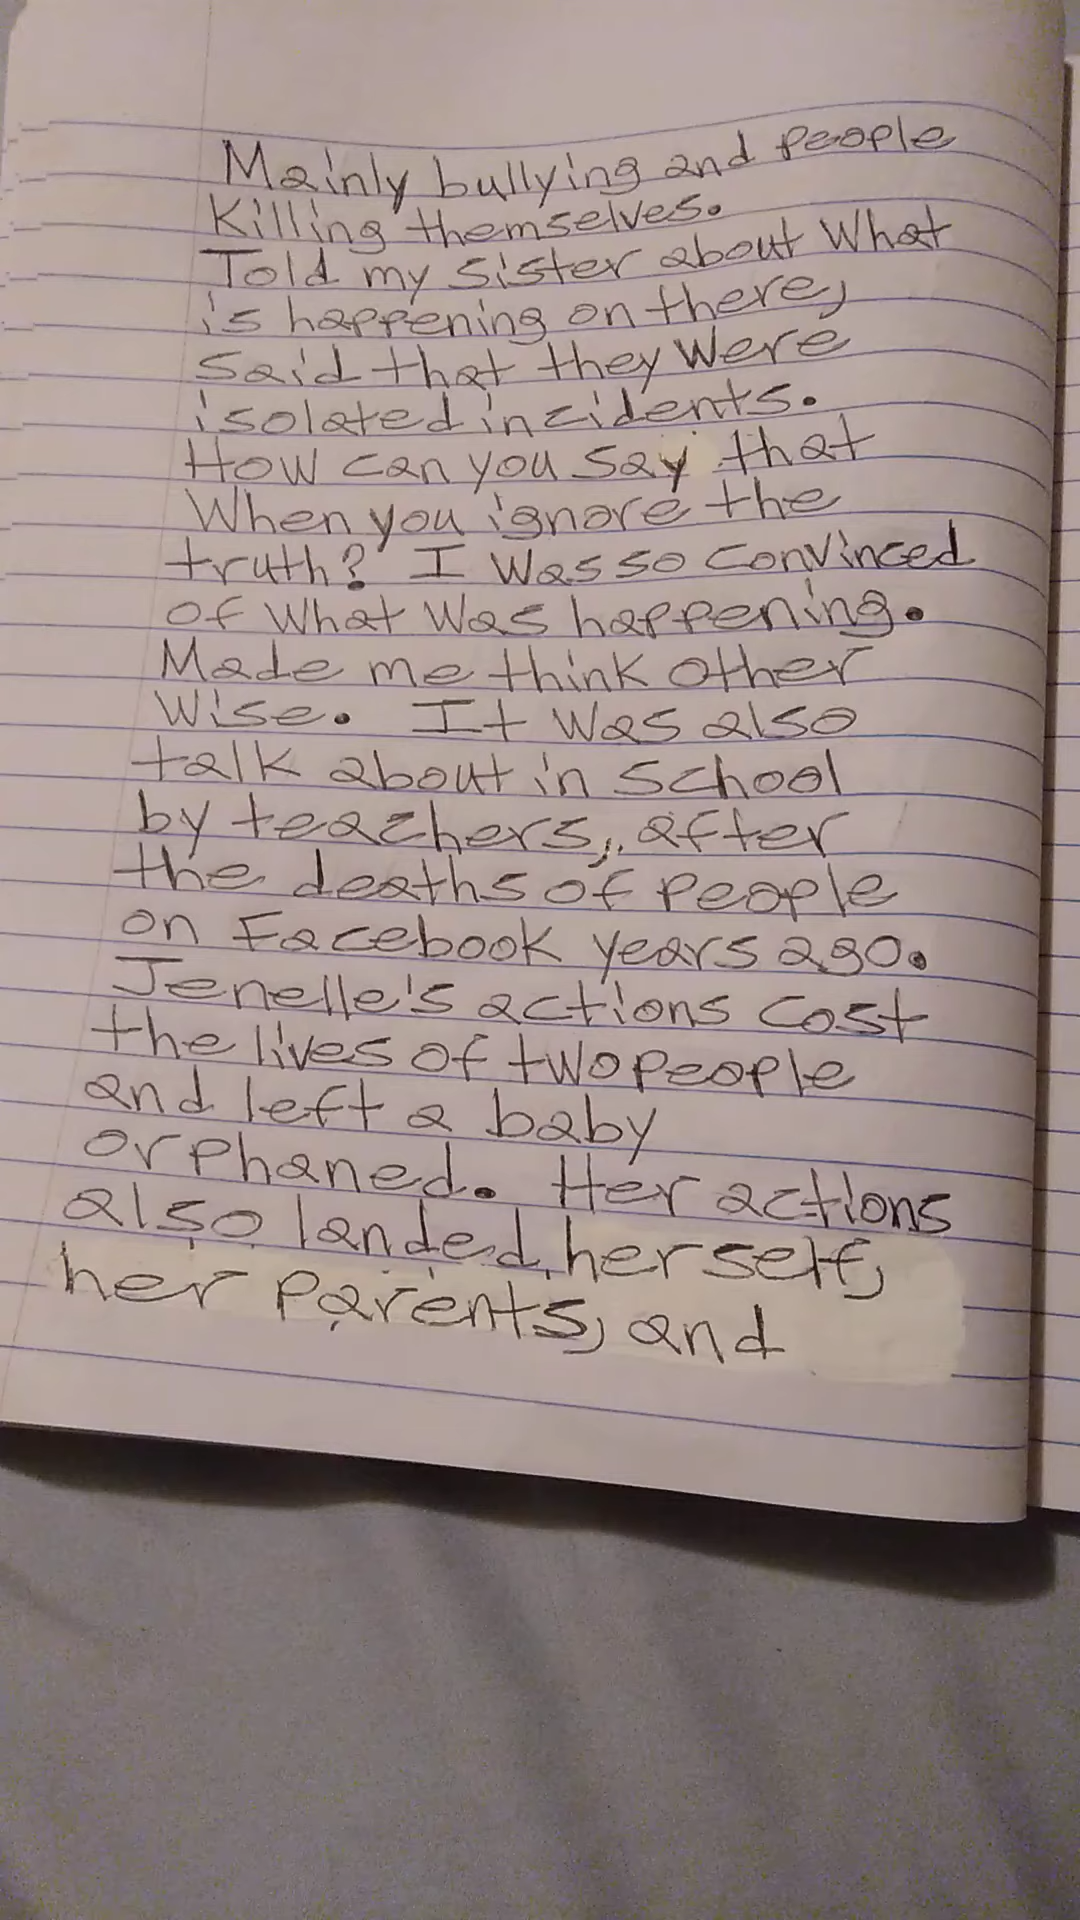 Mainly bullying and people
Killing themselves.
Told my sister about What
is happening on there,
Said that they Were
isolated incidents.
How can you say that
When you ignore the
truth? I Was so convinced
of What Was happening.
Made me think other
Wise. It Was also
talk about in school
by teachers, after
the deaths of people
on Facebook years ago.
Jenelle's actions cost
the lives of two people
and left a baby
orphaned. Her actions
also landed herself,
her parents, and